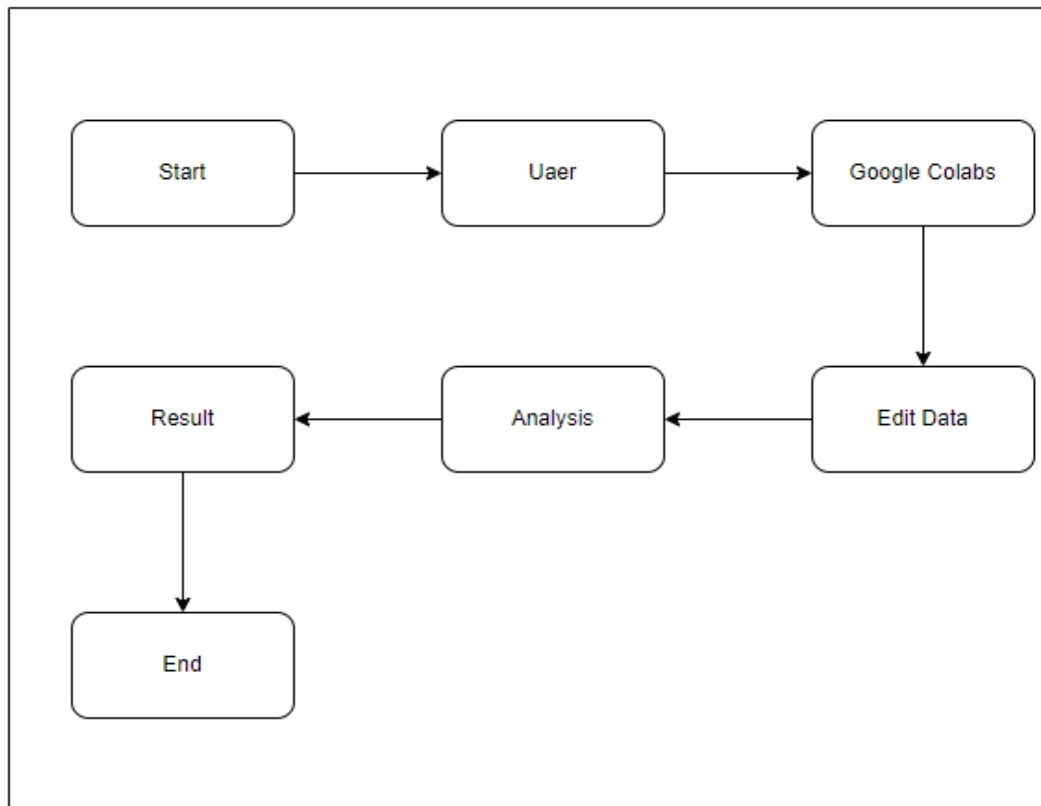 Start
Uaer
Google Colabs
Result
Analysis
Edit Data
End